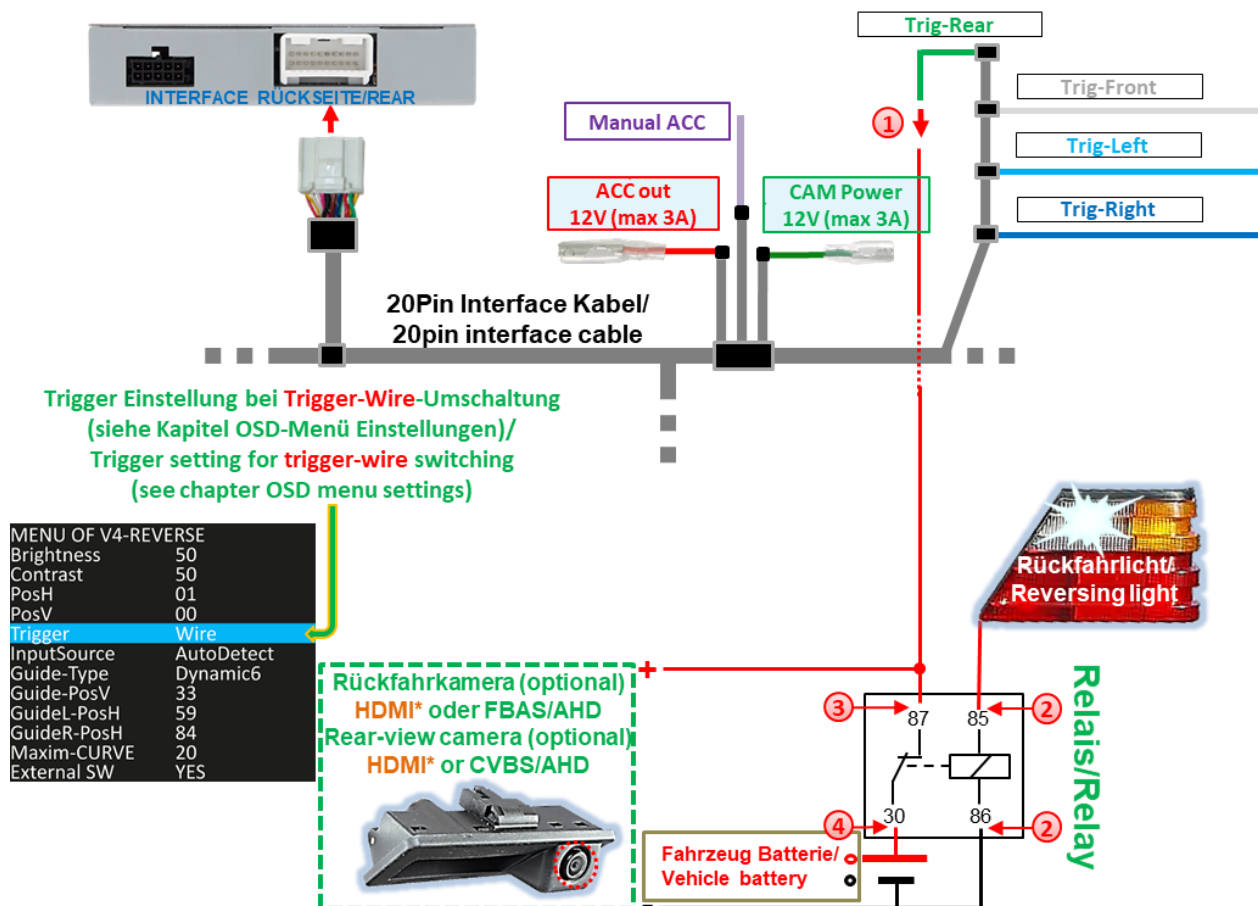 INTERFACE RÜCKSEITE/REAR
Trig-Rear
Trig-Front
Trig-Left
Trig-Right
1
Manual ACC
ACC out
12V (max 3A)
CAM Power
12V (max 3A)
20Pin Interface Kabel/
20pin interface cable
Trigger Einstellung bei Trigger-Wire-Umschaltung
(siehe Kapitel OSD-Menü Einstellungen)/
Trigger setting for trigger-wire switching
(see chapter OSD menu settings)
MENU OF V4-REVERSE
Brightness 50
Contrast 50
PosH 01
PosV 00
Trigger Wire
InputSource AutoDetect
Guide-Type Dynamic6
Guide-PosV 33
GuideL-PosH 59
GuideR-PosH 84
Maxim-CURVE 20
External SW YES
Rückfahrkamera (optional)
HDMI* oder FBAS/AHD
Rear-view camera (optional)
HDMI* or CVBS/AHD
+
-
Rückfahrlicht/
Reversing light
Relais/Relay
3 87 85 2
4 30 86 2
Fahrzeug Batterie/
Vehicle battery